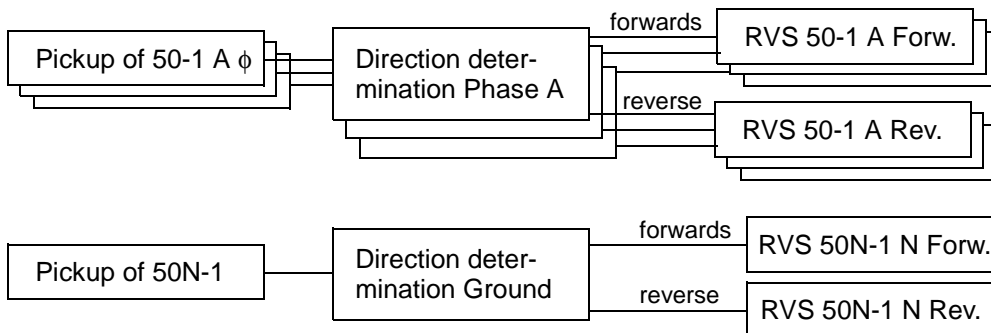 forwards
Pickup of 50-1 A ϕ
Direction deter-
mination Phase A
RVS 50-1 A Forw.
reverse
RVS 50-1 A Rev.
forwards
Pickup of 50N-1
Direction deter-
mination Ground
RVS 50N-1 N Forw.
reverse
RVS 50N-1 N Rev.